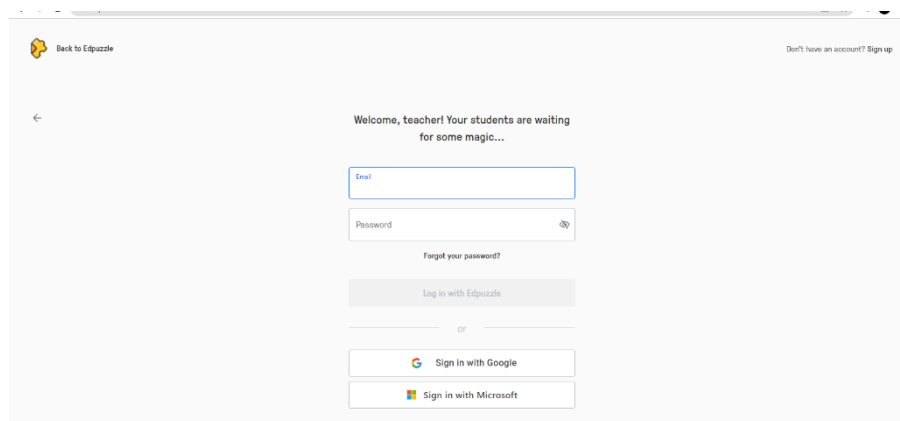 Back to Edpuzzle
Don't have an account? Sign up
Welcome, teacher! Your students are waiting
for some magic...
Email
Password
Forgot your password?
Log in with Edpuzzle
or
Sign in with Google
Sign in with Microsoft